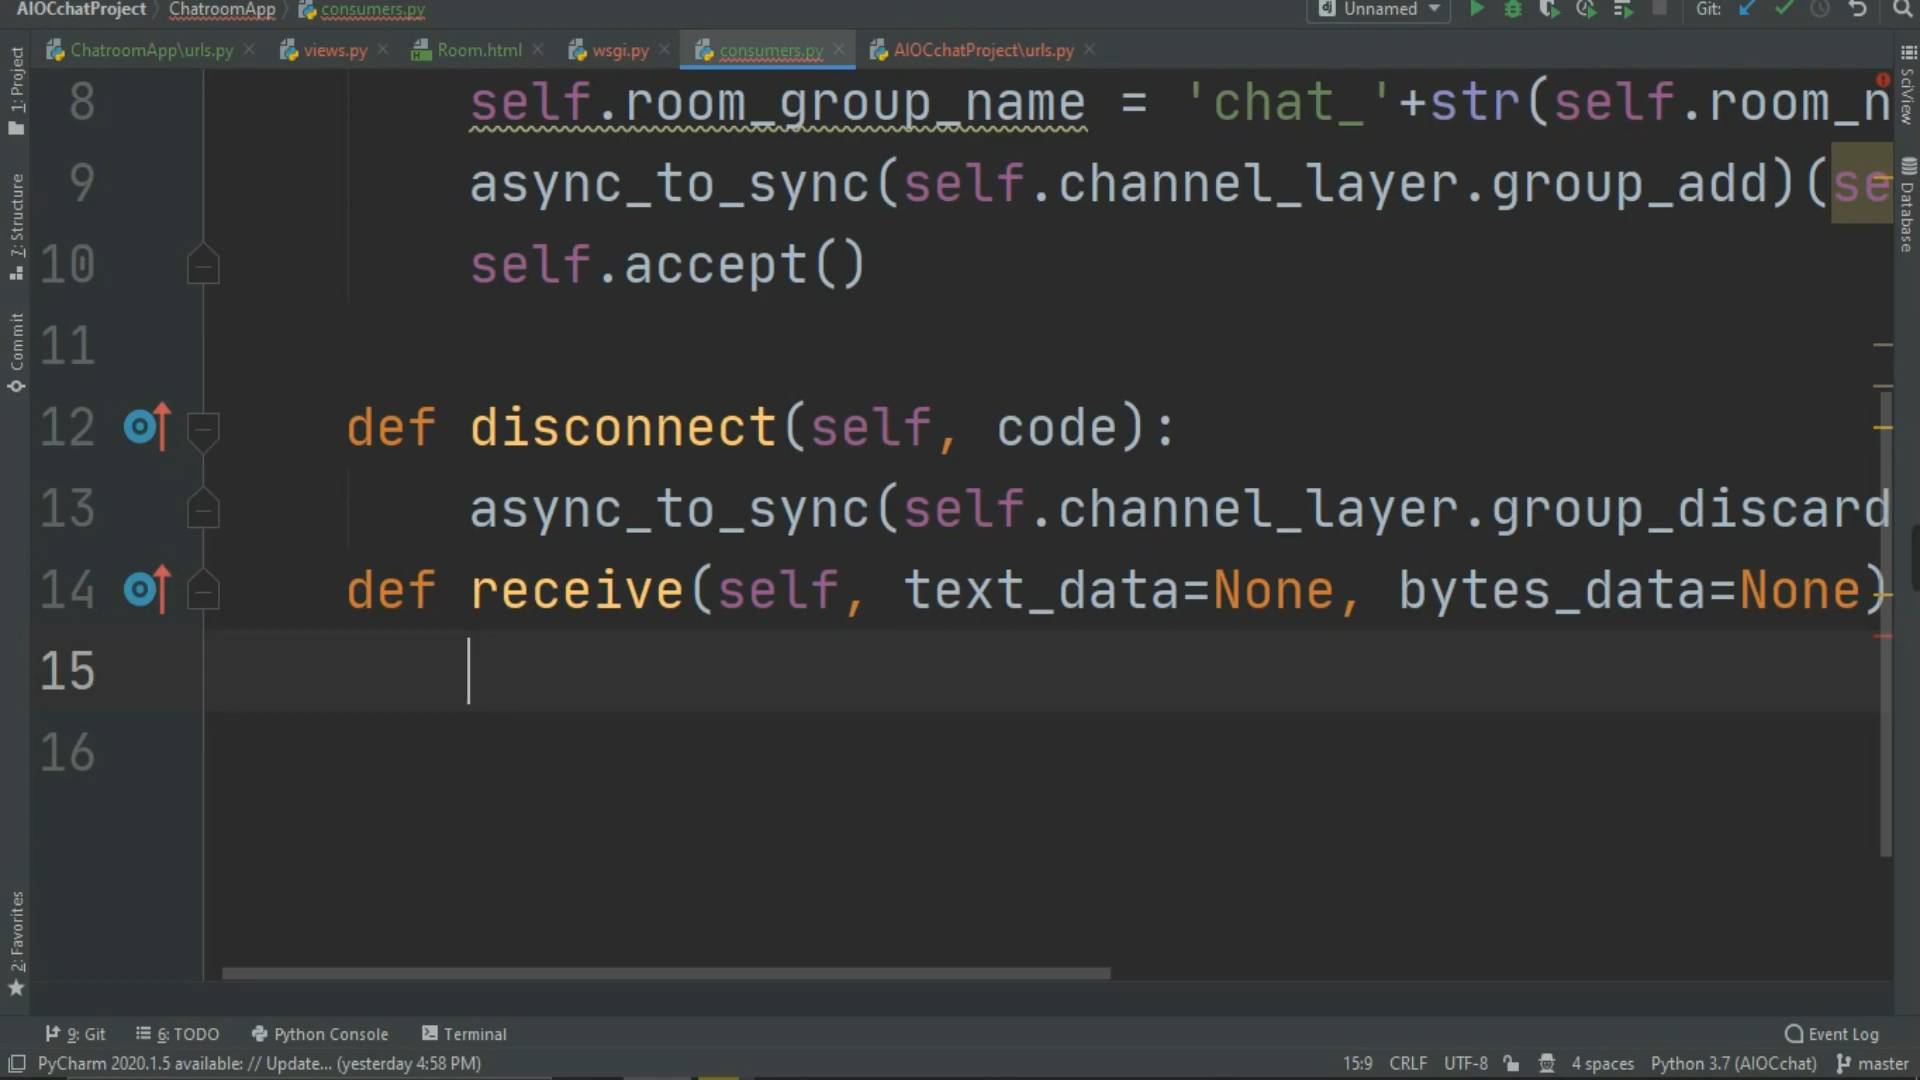 AIOCchatProject ChatroomApp consumers.py Unnamed Git:
ChatroomApp\urls.py views.py Room.html wsgi.py consumers.py AIOCchatProject\urls.py
1: Project
7: Structure
Commit
2: Favorites
SciView
Database
8 self.room_group_name = 'chat_'+str(self.room_n
9 async_to_sync(self.channel_layer.group_add)(se
10 self.accept()
11
12 def disconnect(self, code):
13 async_to_sync(self.channel_layer.group_discard
14 def receive(self, text_data=None, bytes_data=None)
15
16
9: Git 6: TODO Python Console Terminal Event Log
PyCharm 2020.1.5 available: // Update... (yesterday 4:58 PM) 15:9 CRLF UTF-8 4 spaces Python 3.7 (AIOCchat) master